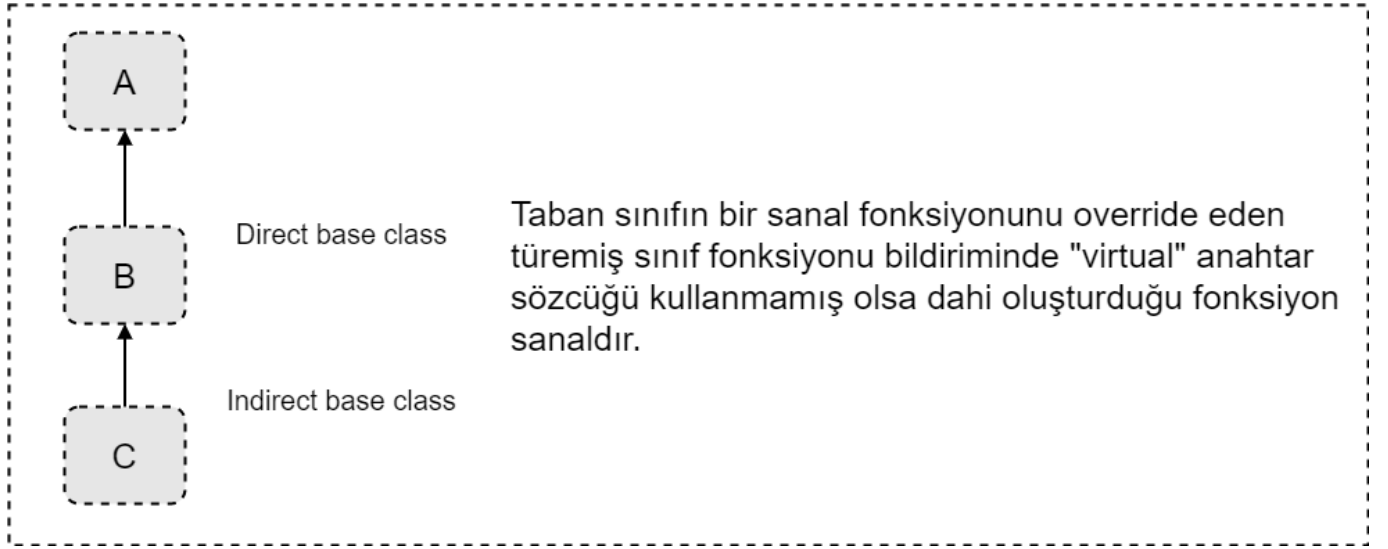 A
Direct base class
B
Indirect base class
C
Taban sınıfın bir sanal fonksiyonunu override eden
türemiş sınıf fonksiyonu bildiriminde "virtual" anahtar
sözcüğü kullanmamış olsa dahi oluşturduğu fonksiyon
sanaldır.